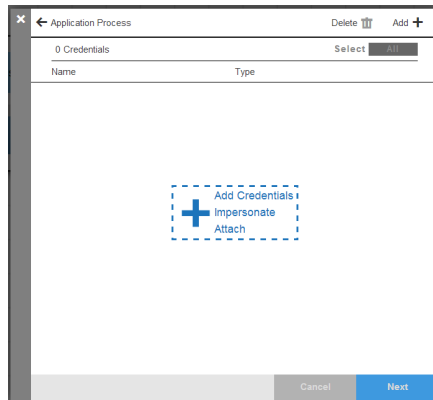 × ← Application Process Delete Add +
0 Credentials Select All
Name Type
Add Credentials
Impersonate
Attach
Cancel Next